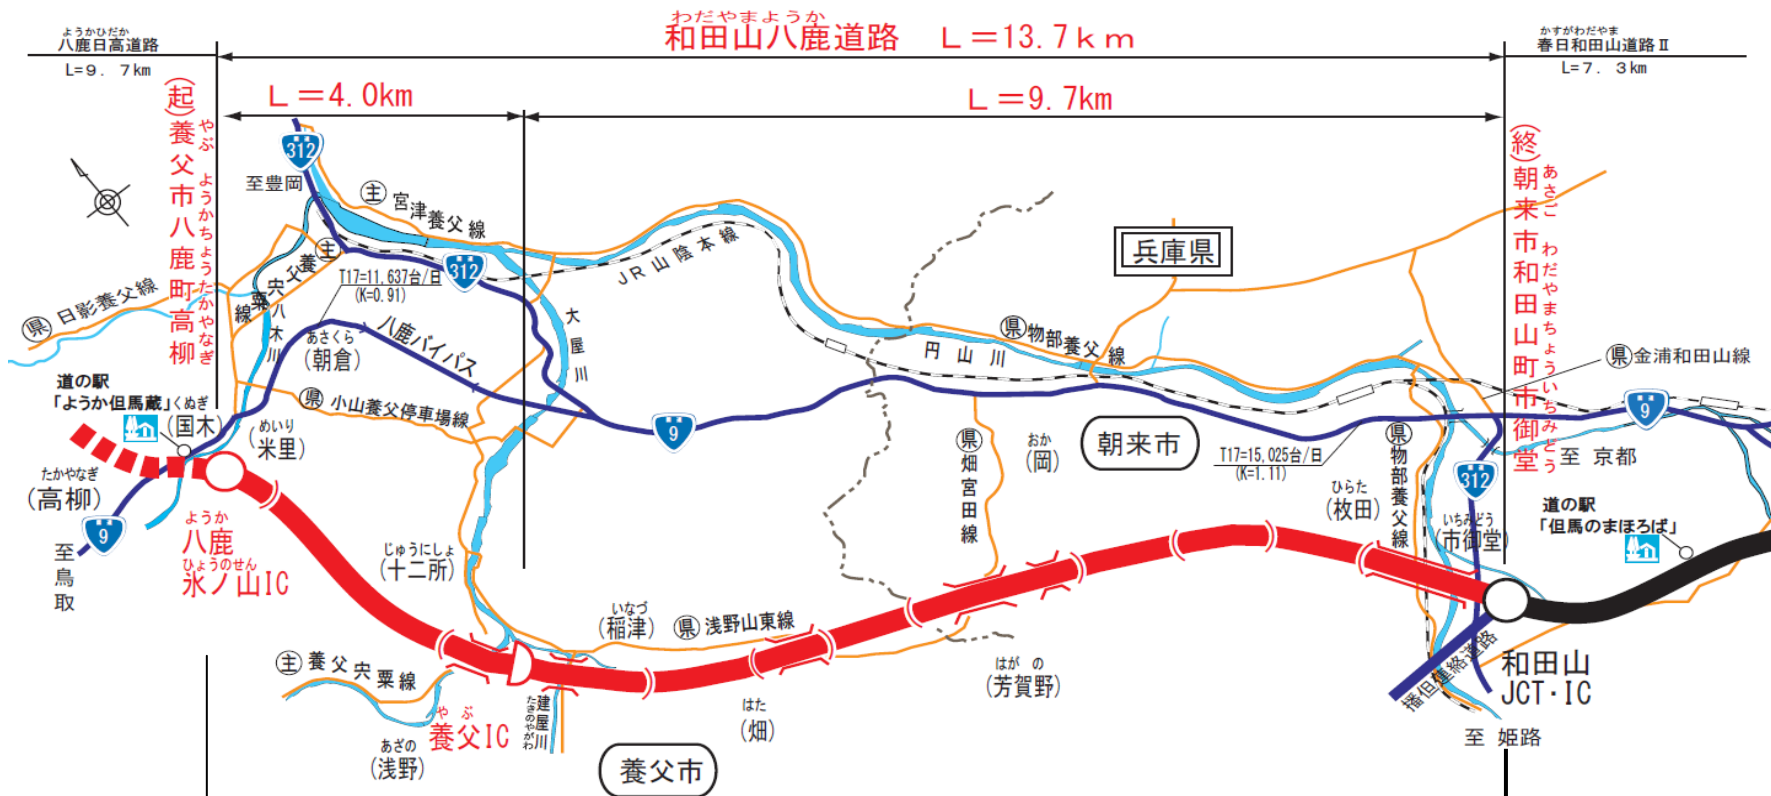 ようかひだか
八鹿日高道路
L=9.7km
わだやまようか
和田山八鹿道路 L=13.7km
かすがわだやま
春日和田山道路Ⅱ
L=7.3km
L=4.0km
L=9.7km
(起)養父市八鹿町高柳
やぶ ようかちょうたかやなぎ
(終)朝来市和田山町市御堂
あさご わだやまちょういちみどう
312
至豊岡
主 宮津養父線
主 養父宍粟線
312
T17=11,637台/日
(K=0.91)
JR山陰本線
兵庫県
県 日影養父線
八木川
あさくら
(朝倉)
八鹿バイパス
大屋川
円山川
県 物部養父線
県 金浦和田山線
道の駅
「ようか但馬蔵」
くぬぎ
(国木)
めいり
(米里)
県 小山養父停車場線
9
9
県 畑宮田線
おか
(岡)
朝来市
T17=15,025台/日
(K=1.11)
県 物部養父線
至 京都
たかやなぎ
(高柳)
9
至鳥取
ようか
八鹿
ひょうのせん
氷ノ山IC
じゅうにしょ
(十二所)
ひらた
(枚田)
312
いちみどう
(市御堂)
道の駅
「但馬のまほろば」
いなづ
(稲津)
県 浅野山東線
はがの
(芳賀野)
主 養父宍粟線
やぶ
養父IC
建屋川
たきのやがわ
はた
(畑)
あざの
(浅野)
養父市
播但連絡道路
和田山
JCT・IC
至 姫路